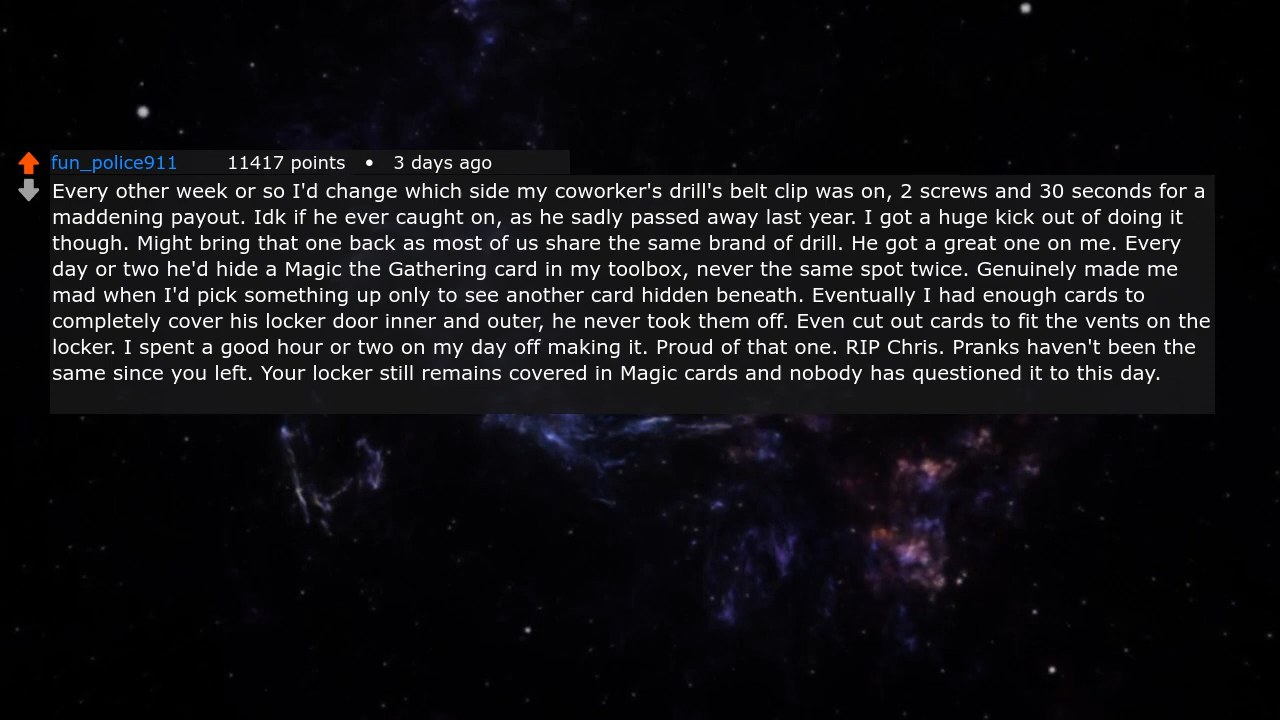 fun_police911 11417 points • 3 days ago
Every other week or so I'd change which side my coworker's drill's belt clip was on, 2 screws and 30 seconds for a
maddening payout. Idk if he ever caught on, as he sadly passed away last year. I got a huge kick out of doing it
though. Might bring that one back as most of us share the same brand of drill. He got a great one on me. Every
day or two he'd hide a Magic the Gathering card in my toolbox, never the same spot twice. Genuinely made me
mad when I'd pick something up only to see another card hidden beneath. Eventually I had enough cards to
completely cover his locker door inner and outer, he never took them off. Even cut out cards to fit the vents on the
locker. I spent a good hour or two on my day off making it. Proud of that one. RIP Chris. Pranks haven't been the
same since you left. Your locker still remains covered in Magic cards and nobody has questioned it to this day.